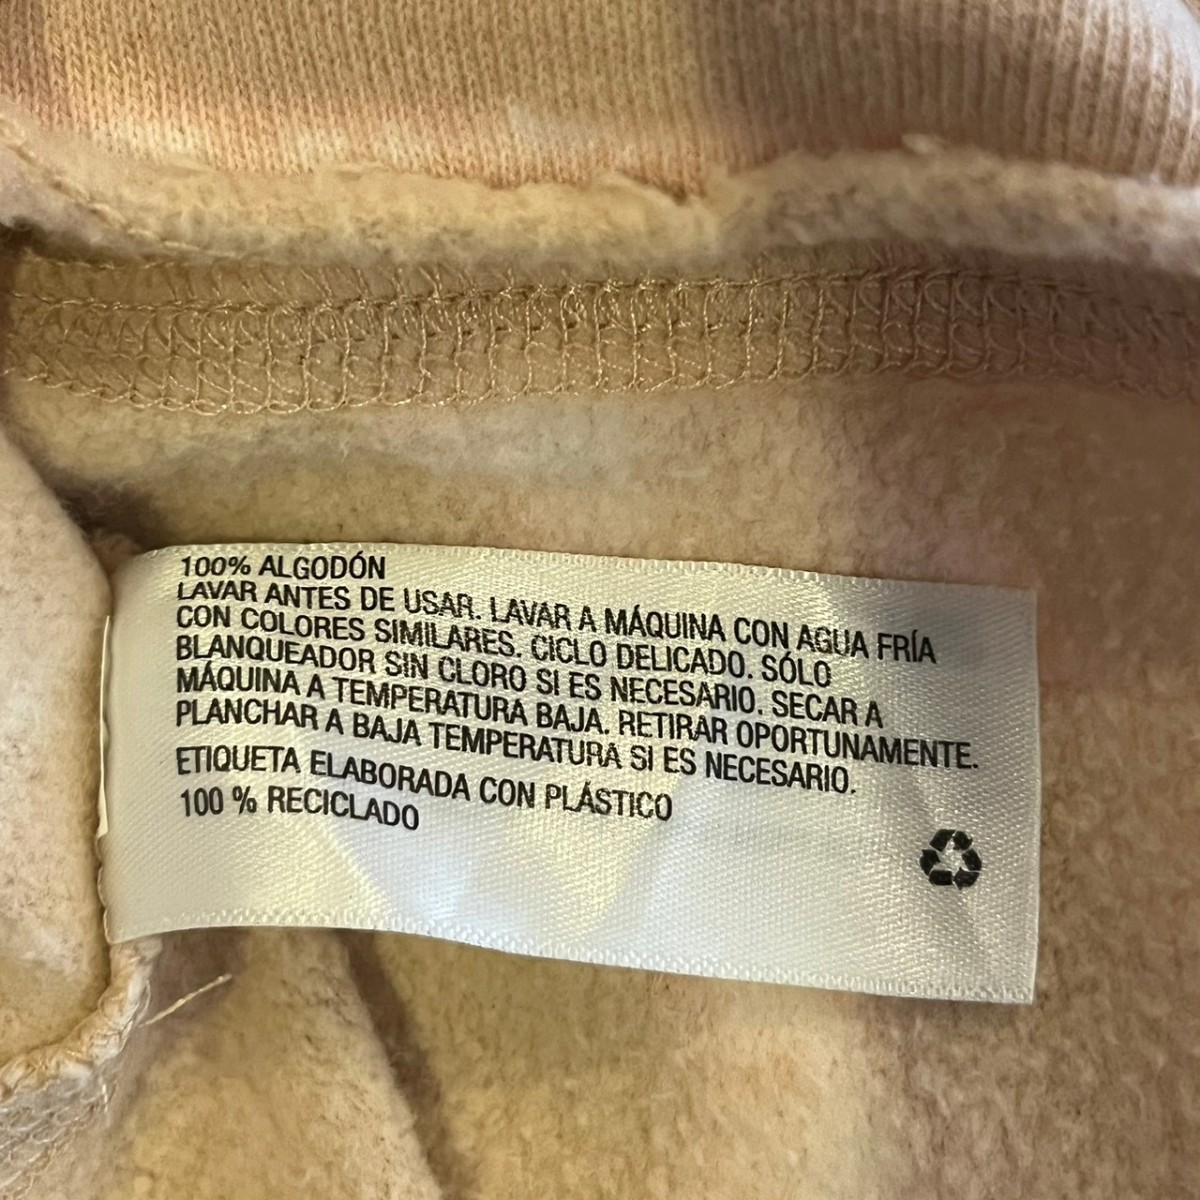 100% ALGODÓN
LAVAR ANTES DE USAR. LAVAR A MÁQUINA CON AGUA FRÍA
CON COLORES SIMILARES. CICLO DELICADO. SÓLO
BLANQUEADOR SIN CLORO SI ES NECESARIO. SECAR A
MÁQUINA A TEMPERATURA BAJA. RETIRAR OPORTUNAMENTE.
PLANCHAR A BAJA TEMPERATURA SI ES NECESARIO.
ETIQUETA ELABORADA CON PLÁSTICO
100 % RECICLADO